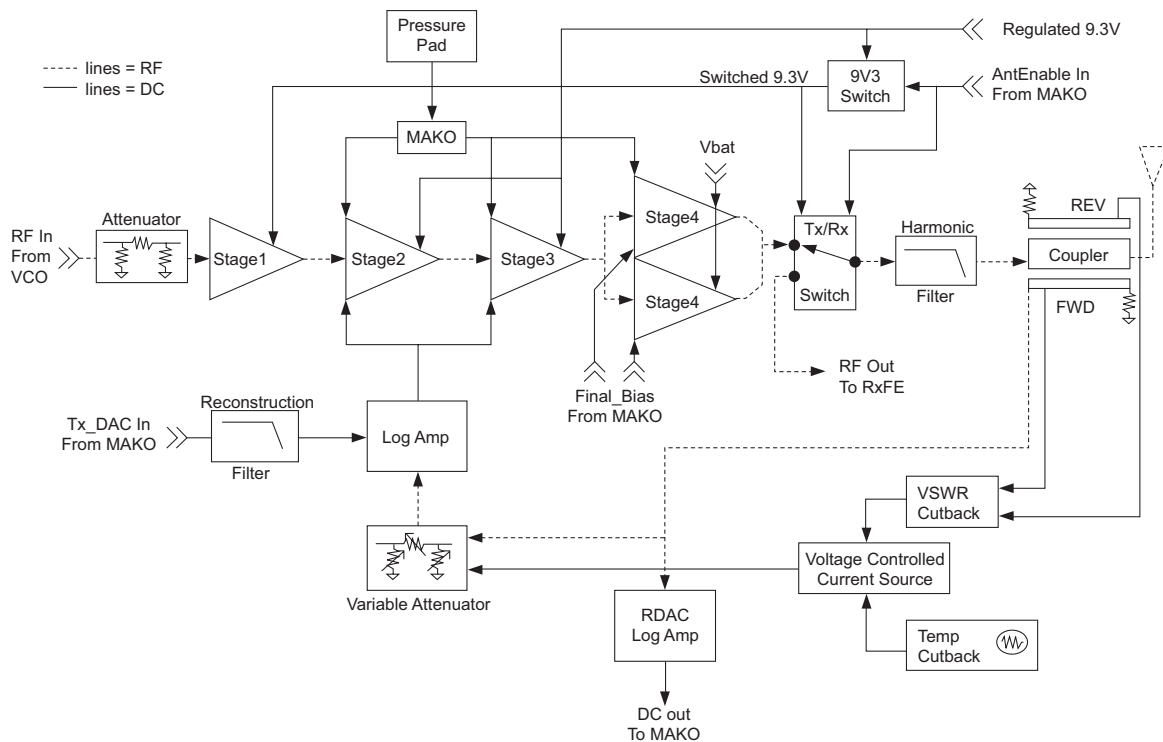 Pressure
Pad
Regulated 9.3V
----- lines = RF
lines = DC
Switched 9.3V
9V3
Switch
AntEnable In
From MAKO
MAKO
Vbat
Attenuator
RF In
From
VCO
Stage1
Stage2
Stage3
Stage4
Stage4
Tx/Rx
Switch
Harmonic
Filter
REV
Coupler
FWD
RF Out
To RxFE
Final_Bias
From MAKO
Tx_DAC In
From MAKO
Reconstruction
Filter
Log Amp
VSWR
Cutback
Variable Attenuator
Voltage Controlled
Current Source
RDAC
Log Amp
Temp
Cutback
DC out
To MAKO